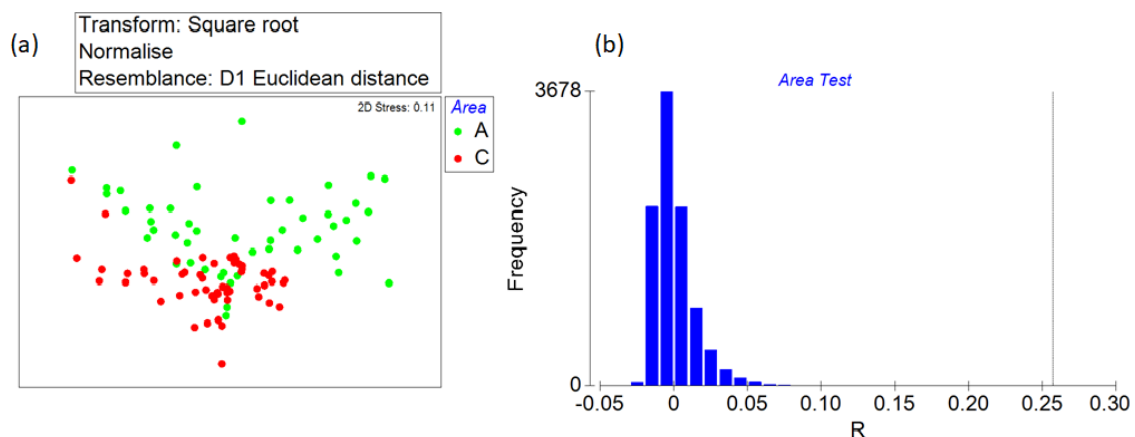 (a)
Transform: Square root
Normalise
Resemblance: D1 Euclidean distance
2D Stress: 0.11
Area
A
C
(b)
Area Test
3678
Frequency
0
-0.05 0 0.05 0.10 0.15 0.20 0.25 0.30
R